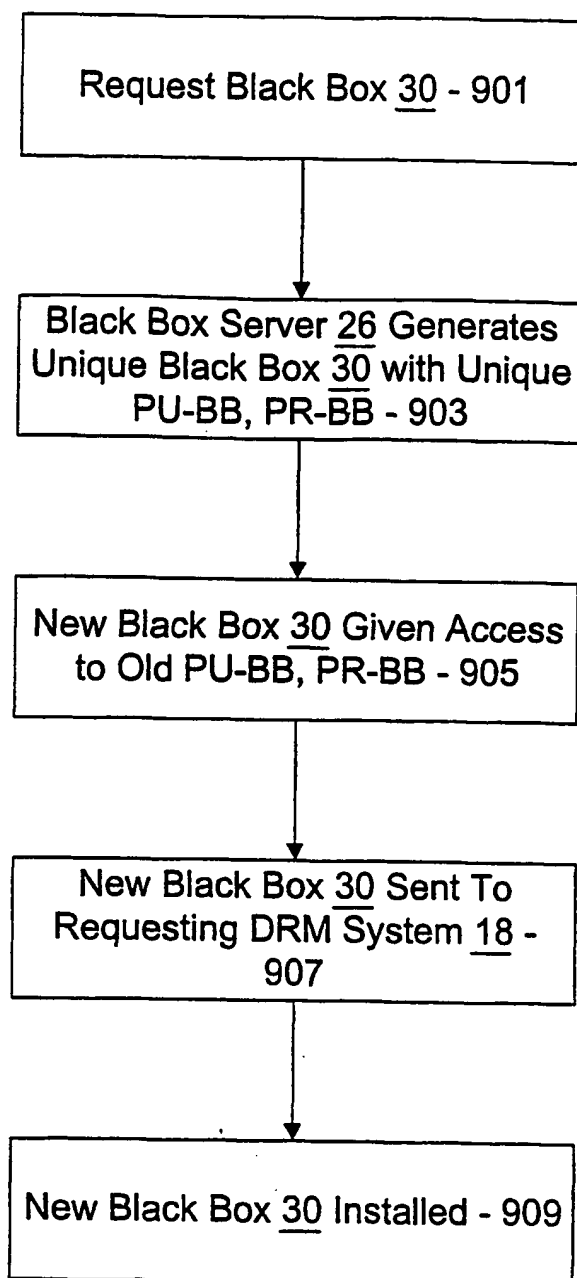 Request Black Box 30 - 901
Black Box Server 26 Generates
Unique Black Box 30 with Unique
PU-BB, PR-BB - 903
New Black Box 30 Given Access
to Old PU-BB, PR-BB - 905
New Black Box 30 Sent To
Requesting DRM System 18 -
907
New Black Box 30 Installed - 909